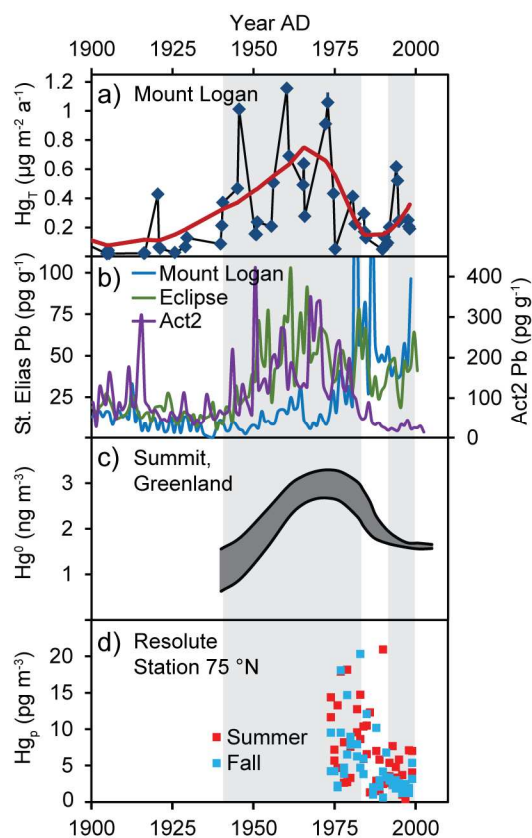 Year AD
1900 1925 1950 1975 2000
a) Mount Logan
Hg_T (µg m⁻² a⁻¹)
1.2
1
0.8
0.6
0.4
0.2
b)
Mount Logan
Eclipse
Act2
St. Elias Pb (pg g⁻¹)
100
75
50
25
Act2 Pb (pg g⁻¹)
400
300
200
100
0
c) Summit,
Greenland
Hg⁰ (ng m⁻³)
3
2
1
d) Resolute
Station 75 °N
Hg_p (pg m⁻³)
20
15
10
5
0
Summer
Fall
1900 1925 1950 1975 2000
Year AD